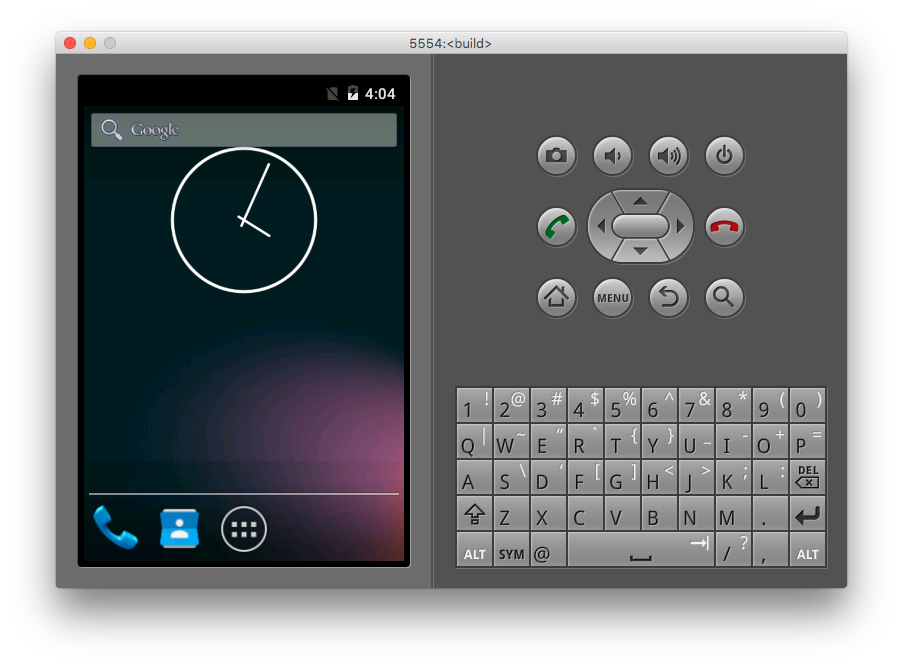 5554:<build>
4:04
Google
MENU
1 ! 2 @ 3 # 4 $ 5 % 6 ^ 7 & 8 * 9 ( 0 )
Q | W ~ E “ R ` T { Y } U _ I - O + P =
A S \ D ‘ F [ G ] H < J > K ; L : DEL
Z X C V B N M .
ALT SYM @ / ? , ALT